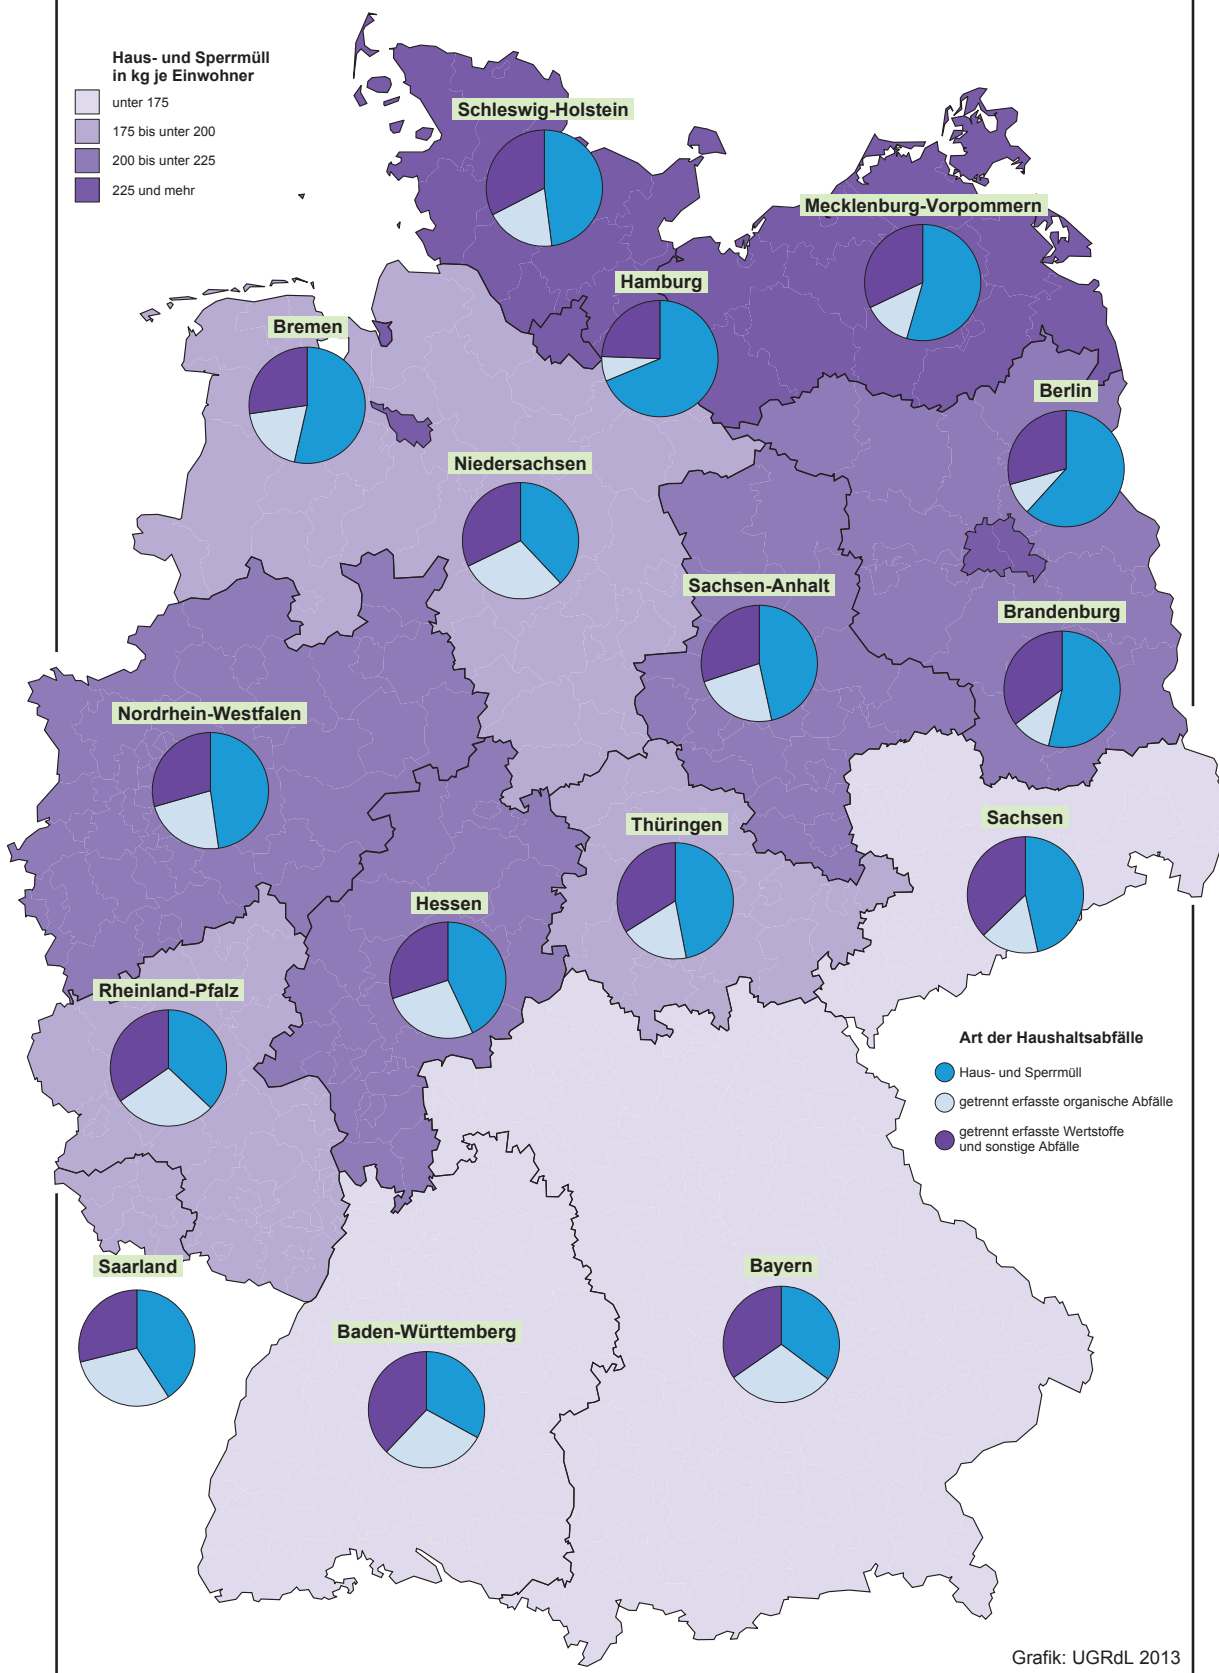 Haus- und Sperrmüll
in kg je Einwohner
unter 175
175 bis unter 200
200 bis unter 225
225 und mehr
Schleswig-Holstein
Mecklenburg-Vorpommern
Hamburg
Bremen
Berlin
Niedersachsen
Sachsen-Anhalt
Brandenburg
Nordrhein-Westfalen
Thüringen
Sachsen
Hessen
Rheinland-Pfalz
Art der Haushaltsabfälle
Haus- und Sperrmüll
getrennt erfasste organische Abfälle
getrennt erfasste Wertstoffe
und sonstige Abfälle
Saarland
Bayern
Baden-Württemberg
Grafik: UGRdL 2013